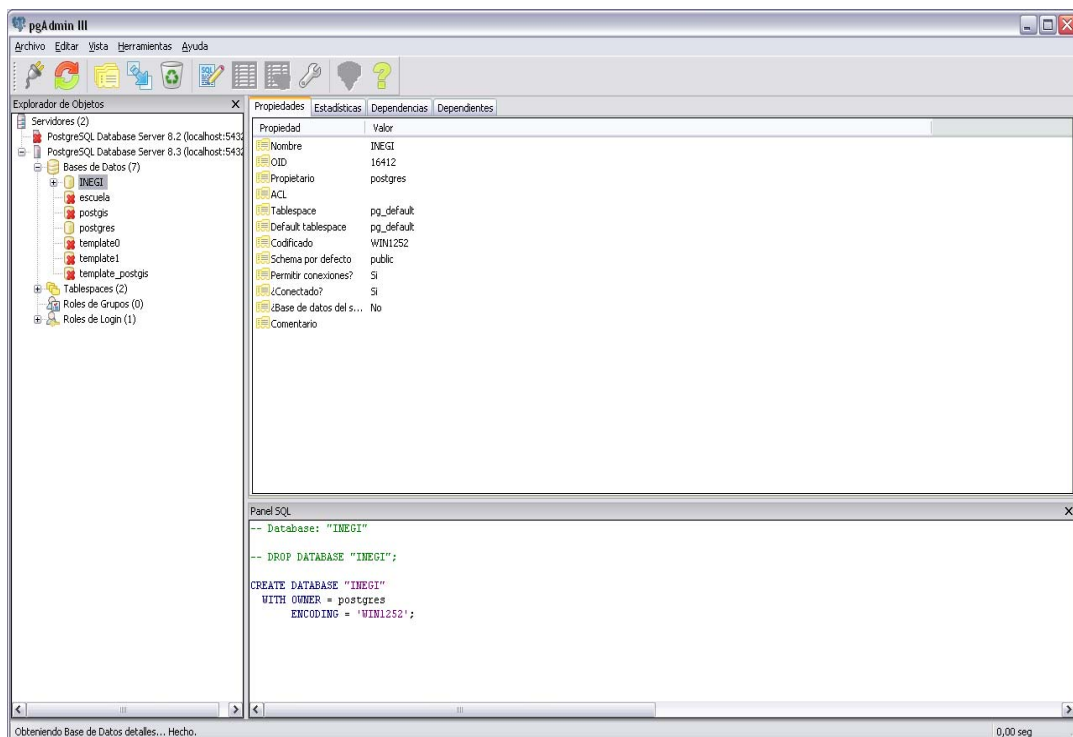 pgAdmin III
Archivo Editar Vista Herramientas Ayuda
SQL
Explorador de Objetos
Servidores (2)
PostgreSQL Database Server 8.2 (localhost:5432
PostgreSQL Database Server 8.3 (localhost:5432
Bases de Datos (7)
INEGI
escuela
postgis
postgres
template0
template1
template_postgis
Tablespaces (2)
Roles de Grupos (0)
Roles de Login (1)
Propiedades Estadísticas Dependencias Dependientes
Propiedad Valor
Nombre INEGI
OID 16412
Propietario postgres
ACL
Tablespace pg_default
Default tablespace pg_default
Codificado WIN1252
Schema por defecto public
Permitir conexiones? Si
¿Conectado? Si
¿Base de datos del s... No
Comentario
Panel SQL
-- Database: "INEGI"
-- DROP DATABASE "INEGI";
CREATE DATABASE "INEGI"
WITH OWNER = postgres
ENCODING = 'WIN1252';
Obteniendo Base de Datos detalles... Hecho. 0,00 seg